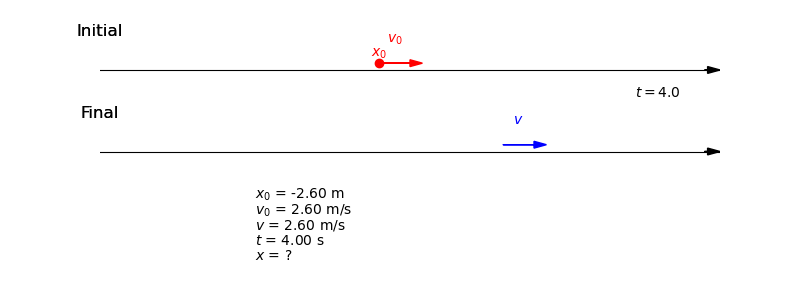 Initial
v₀
x₀
t = 4.0
Final
v
x₀ = -2.60 m
v₀ = 2.60 m/s
v = 2.60 m/s
t = 4.00 s
x = ?